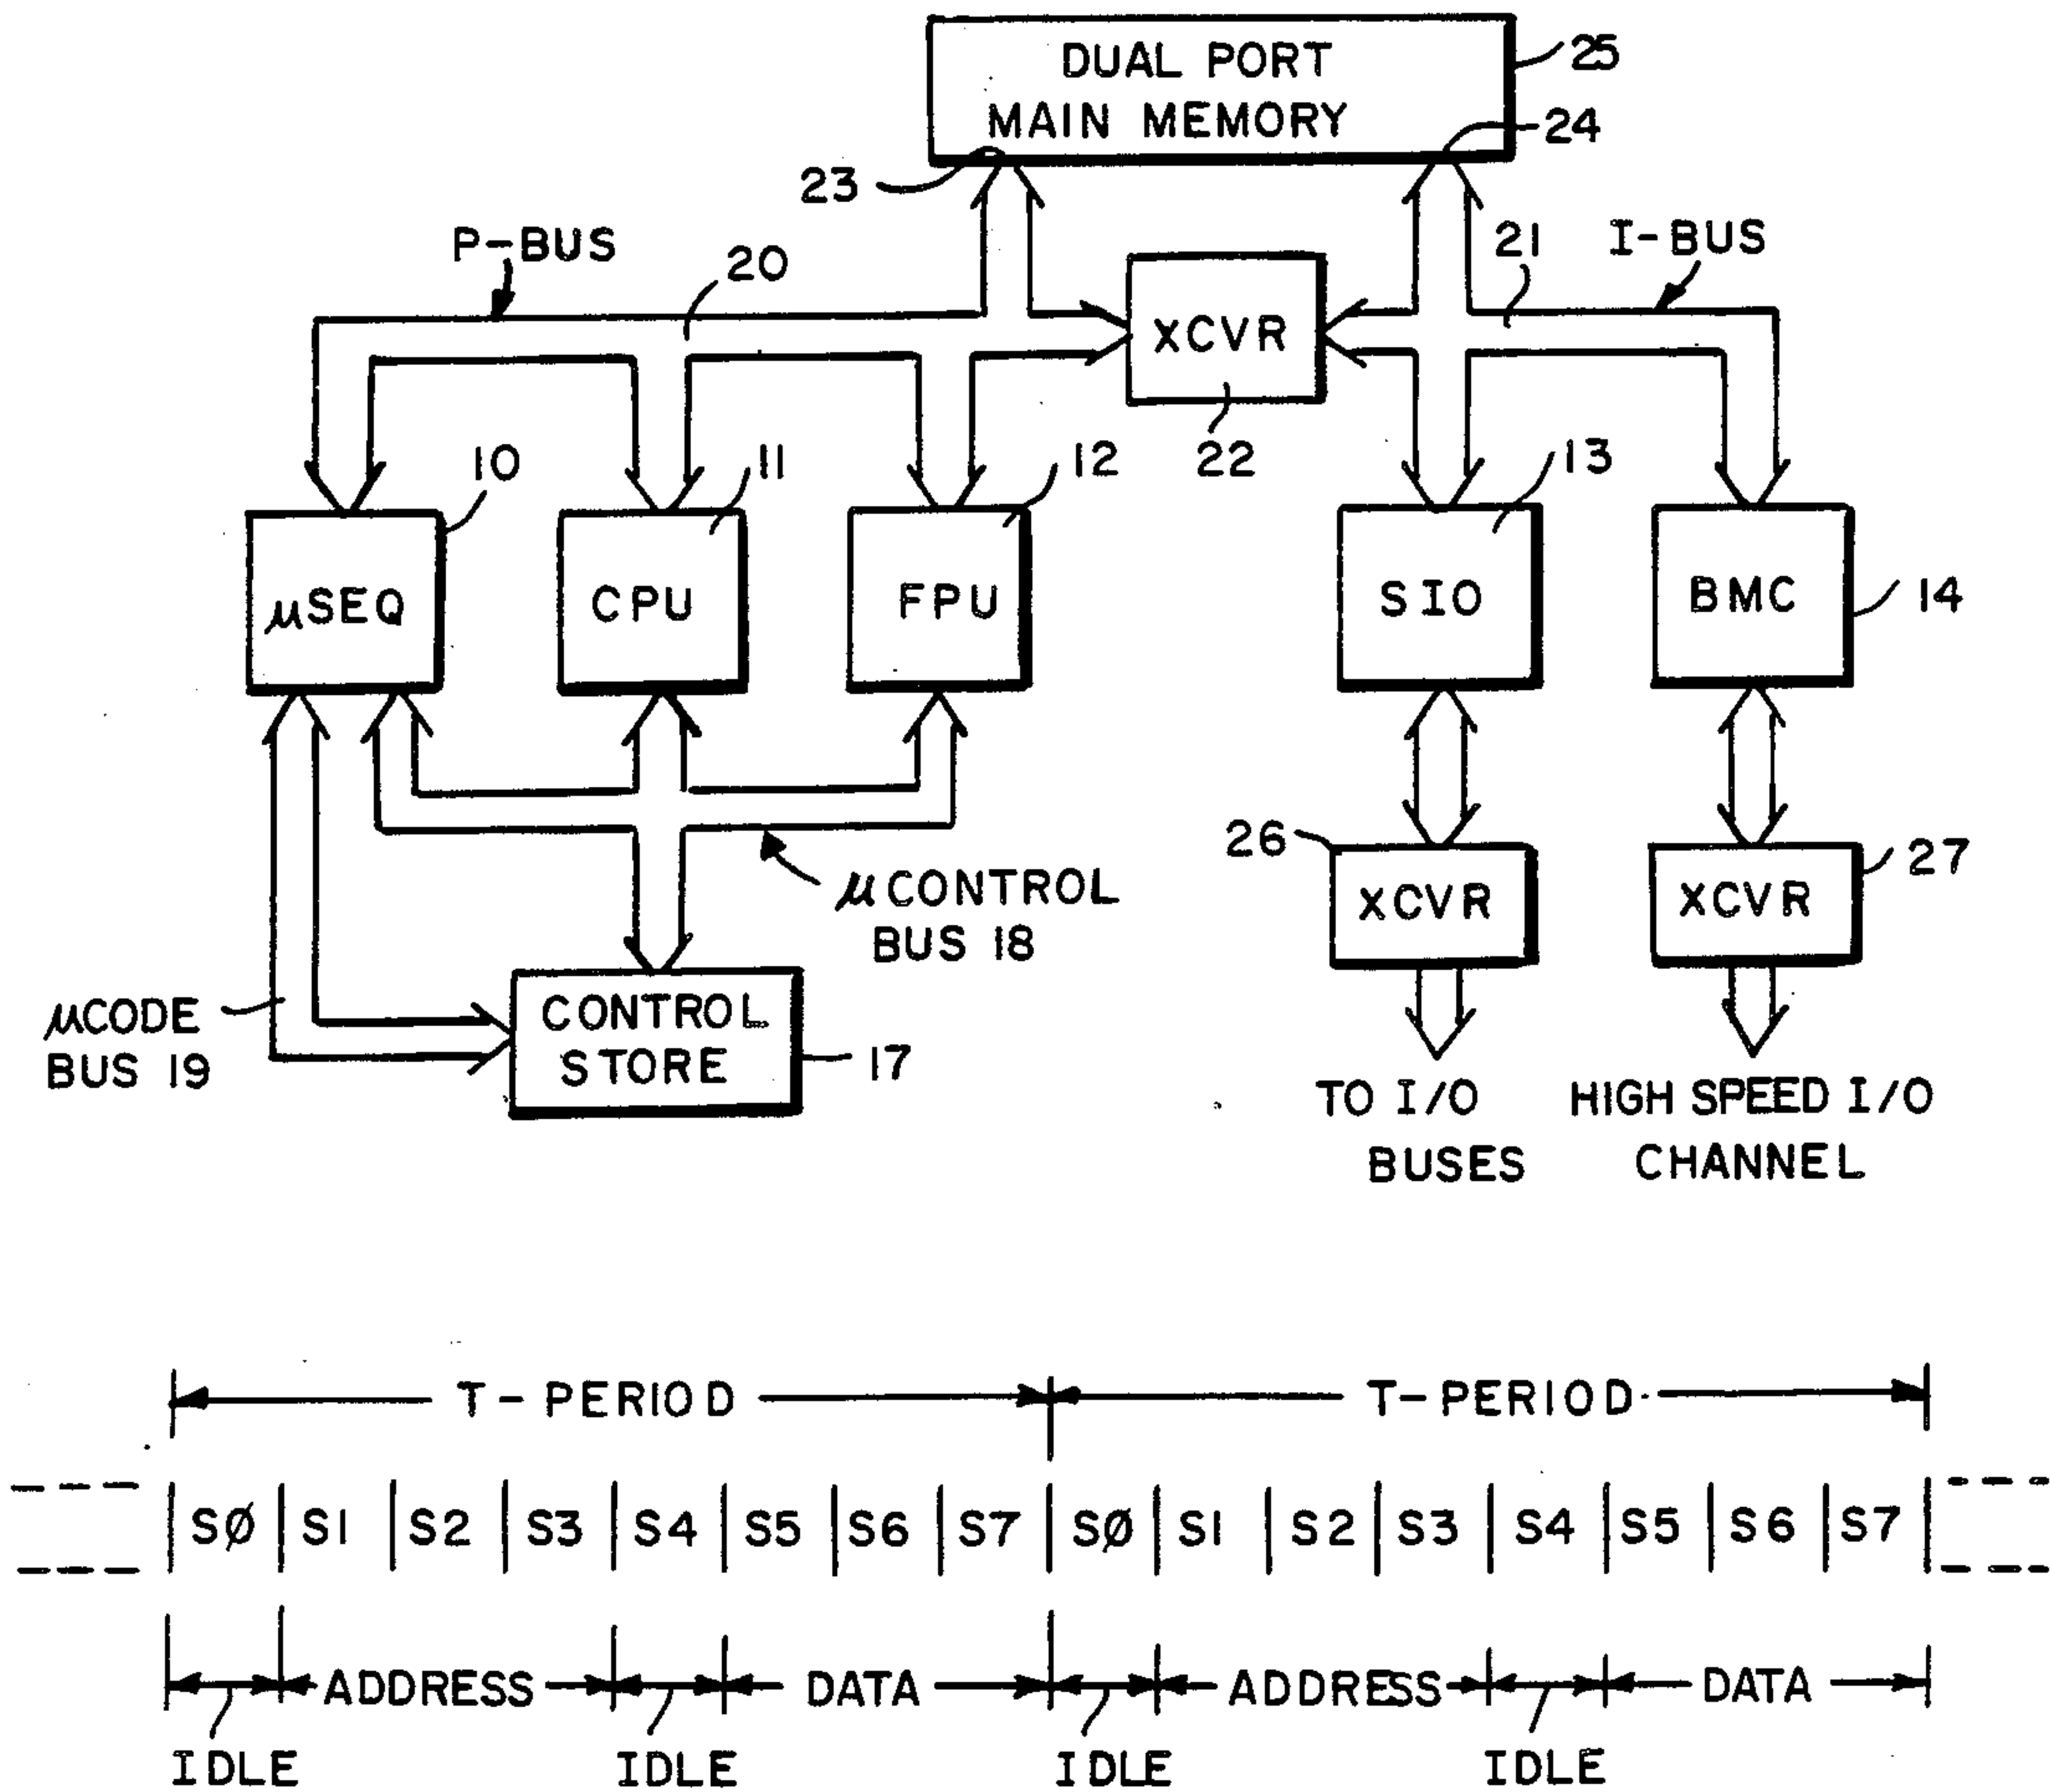 DUAL PORT
MAIN MEMORY
25
24
23
P-BUS
20
21
I-BUS
XCVR
22
10
11
12
13
14
µSEQ
CPU
FPU
SIO
BMC
26
XCVR
27
XCVR
µCONTROL
BUS 18
µCODE
BUS 19
CONTROL
STORE
17
TO I/O
BUSES
HIGH SPEED I/O
CHANNEL
T-PERIOD T-PERIOD
SØ S1 S2 S3 S4 S5 S6 S7 SØ S1 S2 S3 S4 S5 S6 S7
ADDRESS DATA ADDRESS DATA
IDLE IDLE IDLE IDLE